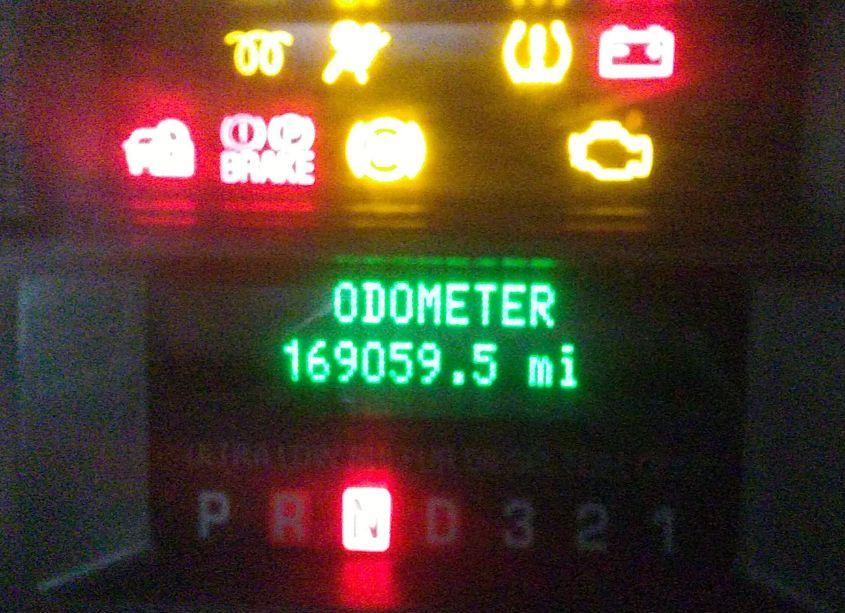 BRAKE
ODOMETER
169059.5 mi
P R N D 3 2 1